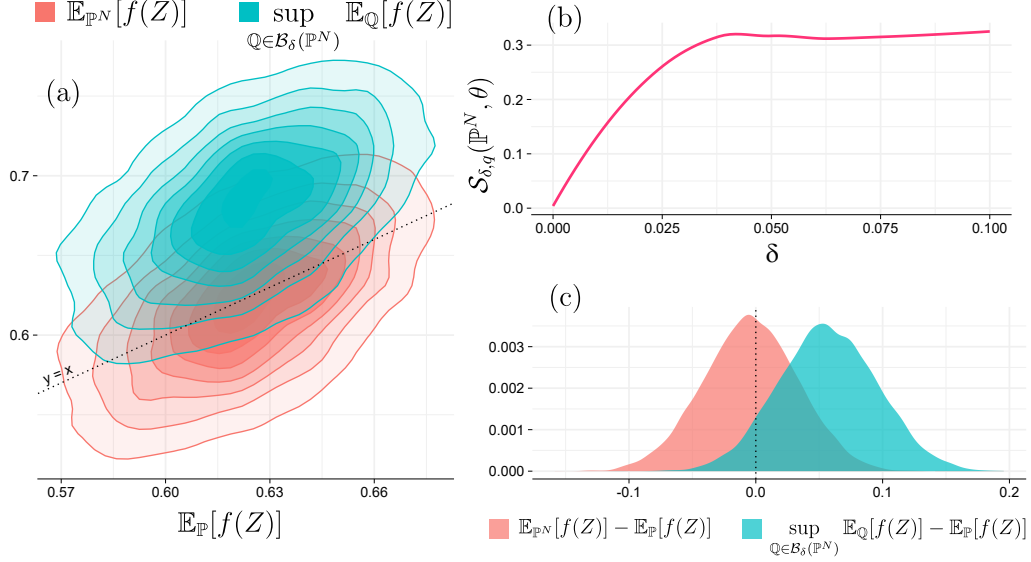 𝔼_{ℙ^N}[f(Z)]
sup_{ℚ∈ℬ_δ(ℙ^N)} 𝔼_ℚ[f(Z)]
(a)
0.7
0.6
y = x
0.57 0.60 0.63 0.66
𝔼_ℙ[f(Z)]
(b)
0.3
0.2
0.1
0.0
𝒮_{δ,q}(ℙ^N, θ)
0.000 0.025 0.050 0.075 0.100
δ
(c)
0.003
0.002
0.001
0.000
-0.1 0.0 0.1 0.2
𝔼_{ℙ^N}[f(Z)] − 𝔼_ℙ[f(Z)]
sup_{ℚ∈ℬ_δ(ℙ^N)} 𝔼_ℚ[f(Z)] − 𝔼_ℙ[f(Z)]